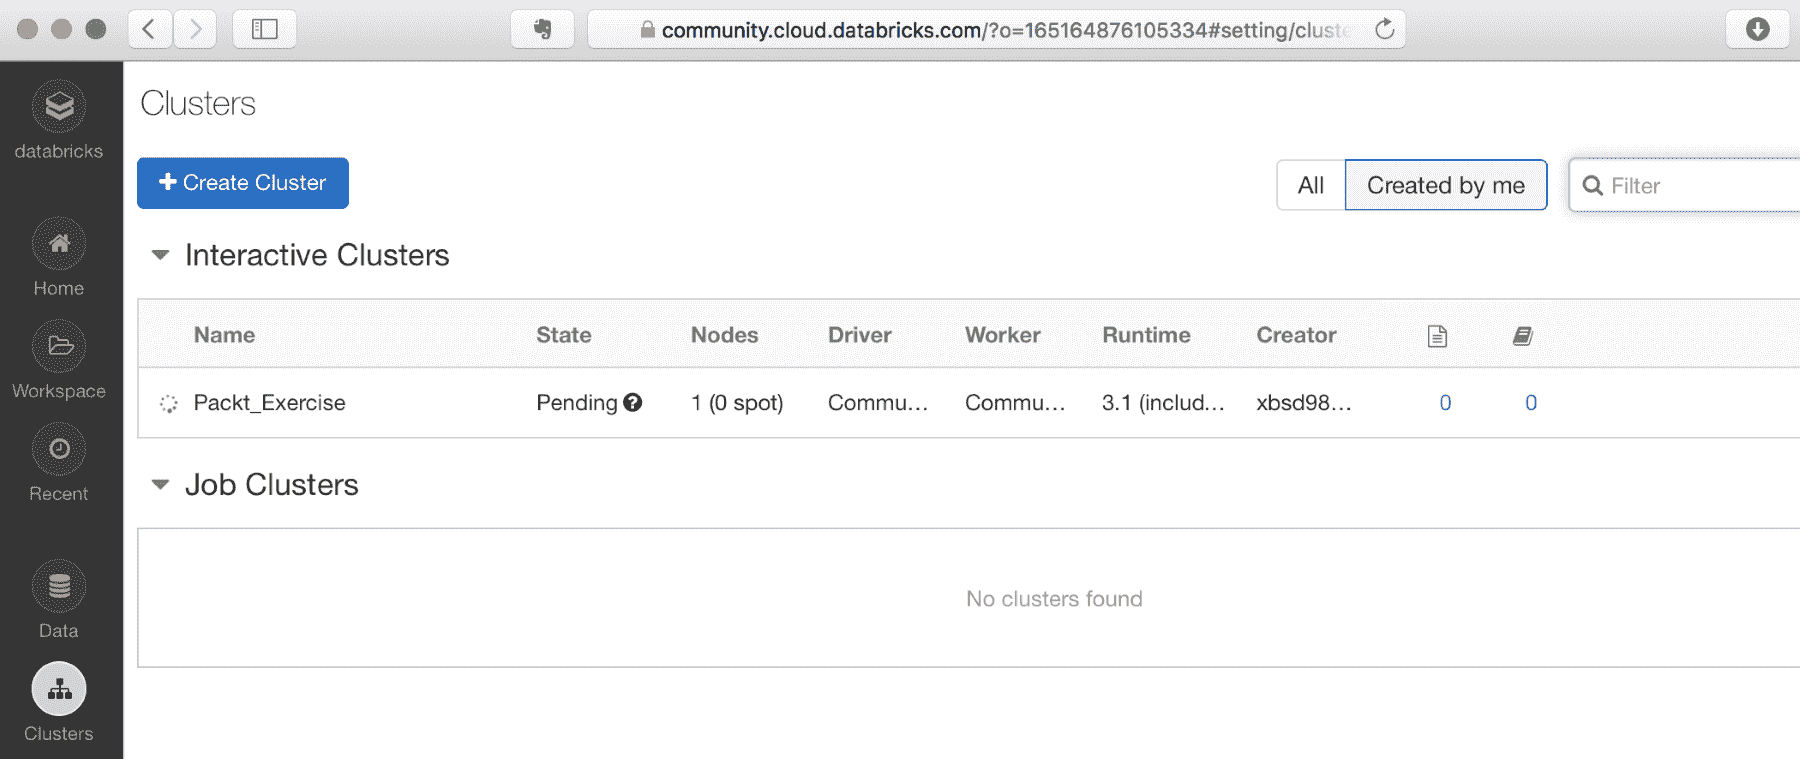 community.cloud.databricks.com/?o=165164876105334#setting/cluste
databricks
Clusters
+ Create Cluster
All
Created by me
Filter
Home
Interactive Clusters
Name State Nodes Driver Worker Runtime Creator
Workspace
Packt_Exercise Pending 1 (0 spot) Commu... Commu... 3.1 (includ... xbsd98... 0 0
Recent
Job Clusters
No clusters found
Data
Clusters